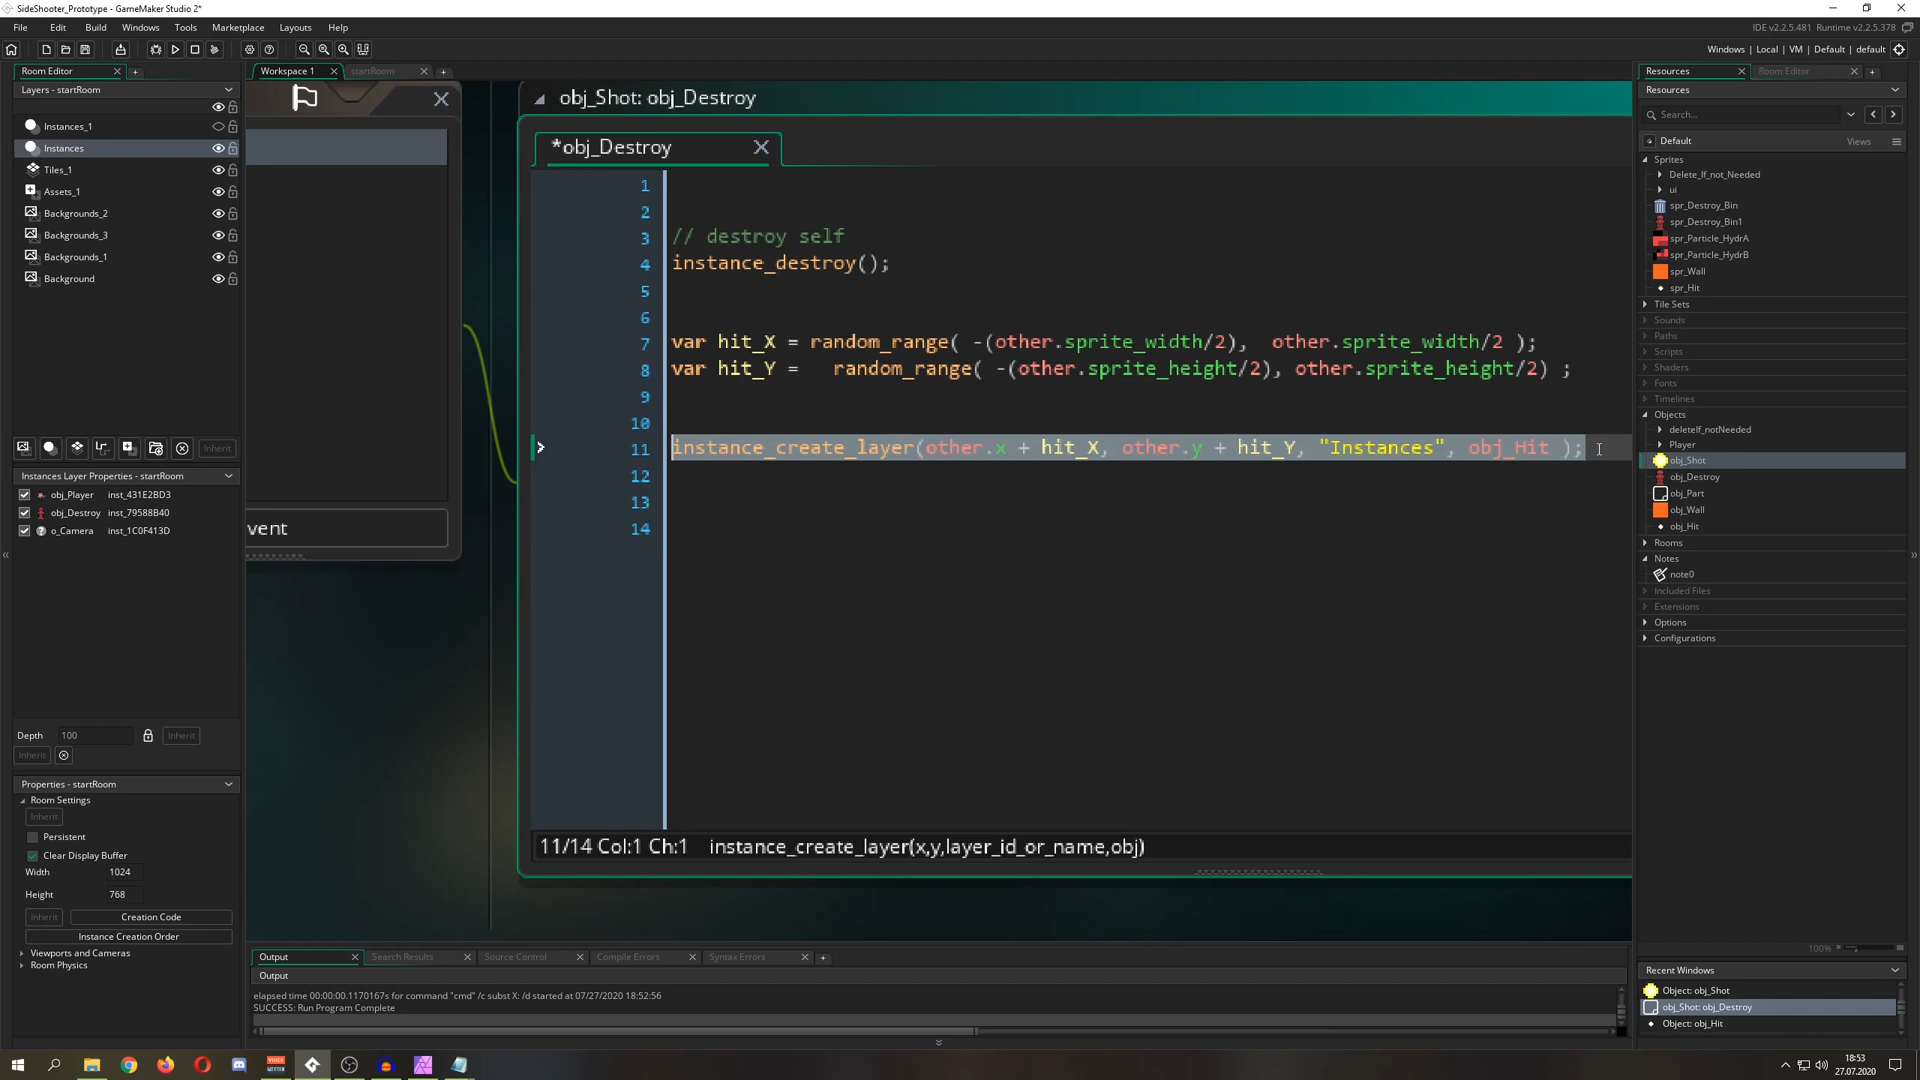 SideShooter_Prototype - GameMaker Studio 2*
File Edit Build Windows Tools Marketplace Layouts Help
IDE v2.2.5.481 Runtime v2.2.5.378
Windows | Local | VM | Default | default
Room Editor
Layers - startRoom
Instances_1
Instances
Tiles_1
Assets_1
Backgrounds_2
Backgrounds_3
Backgrounds_1
Background
Inherit
Instances Layer Properties - startRoom
obj_Player inst_431E2BD3
obj_Destroy inst_79588B40
o_Camera inst_1C0F413D
Depth 100 Inherit
Inherit
Properties - startRoom
Room Settings
Inherit
Persistent
Clear Display Buffer
Width 1024
Height 768
Inherit Creation Code
Instance Creation Order
Viewports and Cameras
Room Physics
Workspace 1 startRoom
vent
obj_Shot: obj_Destroy
*obj_Destroy
1
2
3 // destroy self
4 instance_destroy();
5
6
7 var hit_X = random_range( -(other.sprite_width/2), other.sprite_width/2 );
8 var hit_Y = random_range( -(other.sprite_height/2), other.sprite_height/2) ;
9
10
11 instance_create_layer(other.x + hit_X, other.y + hit_Y, "Instances", obj_Hit );
12
13
14
11/14 Col:1 Ch:1 instance_create_layer(x,y,layer_id_or_name,obj)
Output Search Results Source Control Compile Errors Syntax Errors
Output
elapsed time 00:00:00.1170167s for command "cmd" /c subst X: /d started at 07/27/2020 18:52:56
SUCCESS: Run Program Complete
Resources Room Editor
Resources
Search...
Default Views
Sprites
Delete_If_not_Needed
ui
spr_Destroy_Bin
spr_Destroy_Bin1
spr_Particle_HydrA
spr_Particle_HydrB
spr_Wall
spr_Hit
Tile Sets
Sounds
Paths
Scripts
Shaders
Fonts
Timelines
Objects
deleteIf_notNeeded
Player
obj_Shot
obj_Destroy
obj_Part
obj_Wall
obj_Hit
Rooms
Notes
note0
Included Files
Extensions
Options
Configurations
100%
Recent Windows
Object: obj_Shot
obj_Shot: obj_Destroy
Object: obj_Hit
18:53
27.07.2020